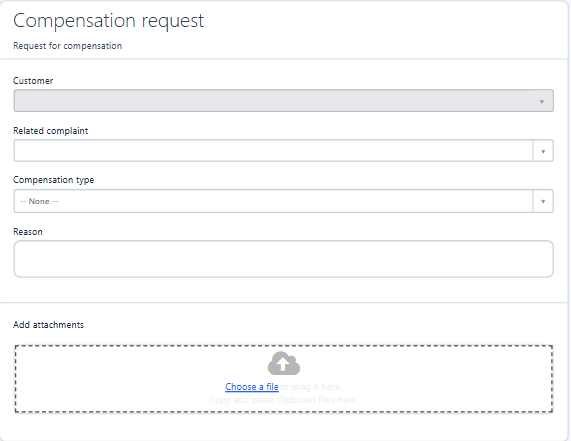 Compensation request
Request for compensation
Customer
Related complaint
Compensation type
-- None --
Reason
Add attachments
Choose a file or drag it here.
Copy and paste clipboard files here.